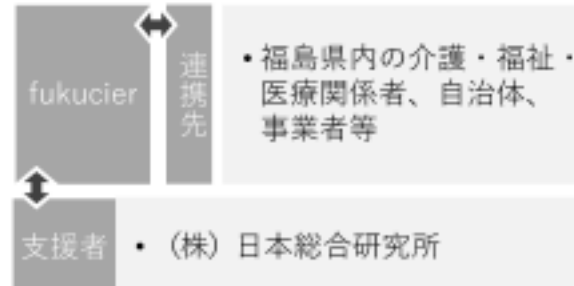 fukucier
連携先
•福島県内の介護・福祉・
医療関係者、自治体、
事業者等
支援者
• （株）日本総合研究所